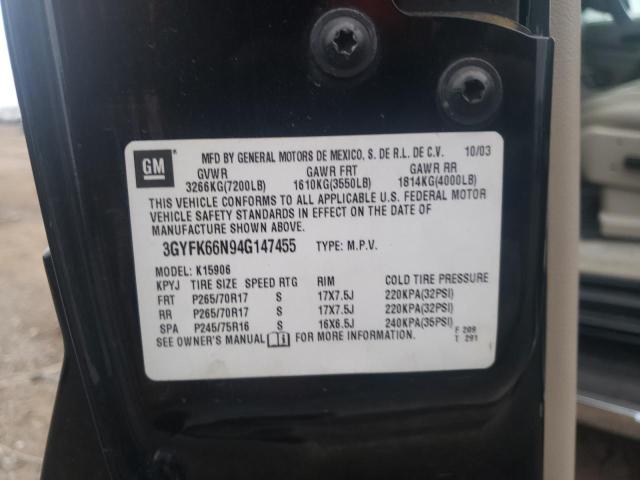 GM
MFD BY GENERAL MOTORS DE MEXICO, S. DE R.L. DE C.V. 10/03
GVWR GAWR FRT GAWR RR
3266KG(7200LB) 1610KG(3550LB) 1814KG(4000LB)
THIS VEHICLE CONFORMS TO ALL APPLICABLE U.S. FEDERAL MOTOR
VEHICLE SAFETY STANDARDS IN EFFECT ON THE DATE OF
MANUFACTURE SHOWN ABOVE.
3GYFK66N94G147455 TYPE: M.P.V.
MODEL: K15906
KPYJ TIRE SIZE SPEED RTG RIM COLD TIRE PRESSURE
FRT P265/70R17 S 17X7.5J 220KPA(32PSI)
RR P265/70R17 S 17X7.5J 220KPA(32PSI)
SPA P245/75R16 S 16X6.5J 240KPA(35PSI)
SEE OWNER'S MANUAL FOR MORE INFORMATION.
F 209
T 291